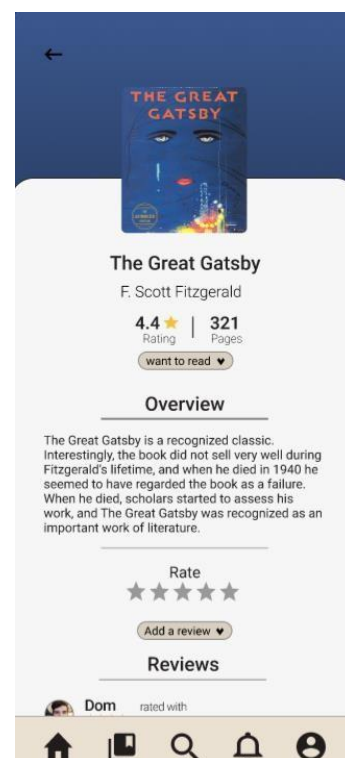 THE GREAT
GATSBY
The Great Gatsby
F. Scott Fitzgerald
4.4 321
Rating Pages
want to read
Overview
The Great Gatsby is a recognized classic.
Interestingly, the book did not sell very well during
Fitzgerald's lifetime, and when he died in 1940 he
seemed to have regarded the book as a failure.
When he died, scholars started to assess his
work, and The Great Gatsby was recognized as an
important work of literature.
Rate
Add a review
Reviews
Dom rated with